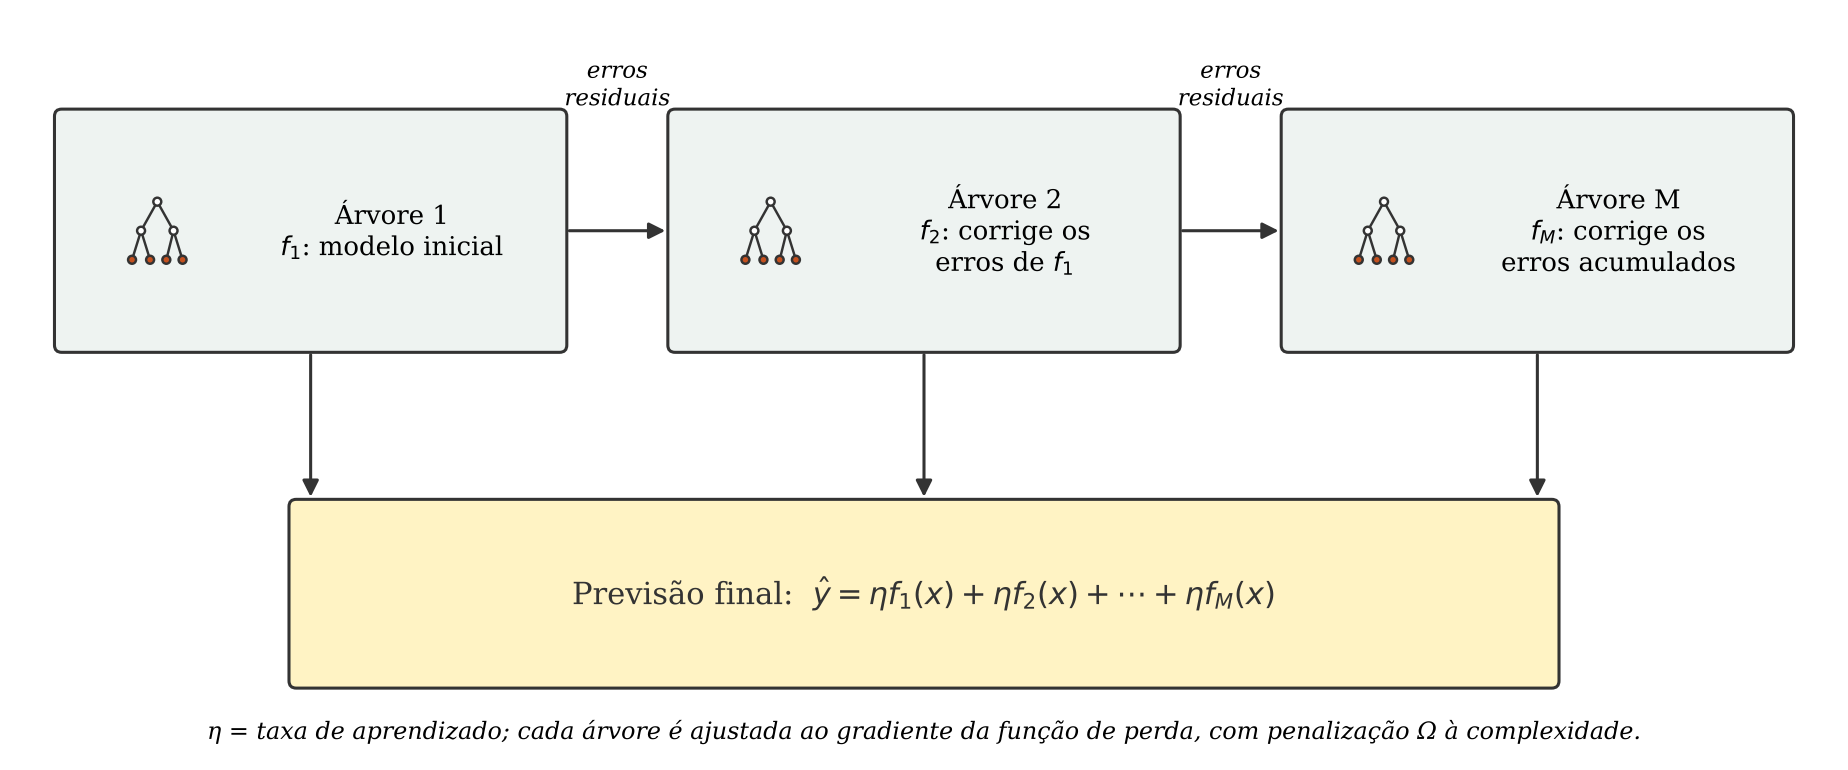 erros
residuais
erros
residuais
Árvore 1
f₁: modelo inicial
Árvore 2
f₂: corrige os
erros de f₁
Árvore M
f_M: corrige os
erros acumulados
Previsão final: ŷ = ηf₁(x) + ηf₂(x) + ⋯ + ηf_M(x)
η = taxa de aprendizado; cada árvore é ajustada ao gradiente da função de perda, com penalização Ω à complexidade.